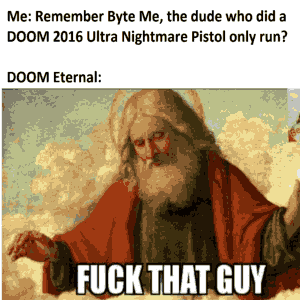 Me: Remember Byte Me, the dude who did a
DOOM 2016 Ultra Nightmare Pistol only run?
DOOM Eternal:
FUCK THAT GUY